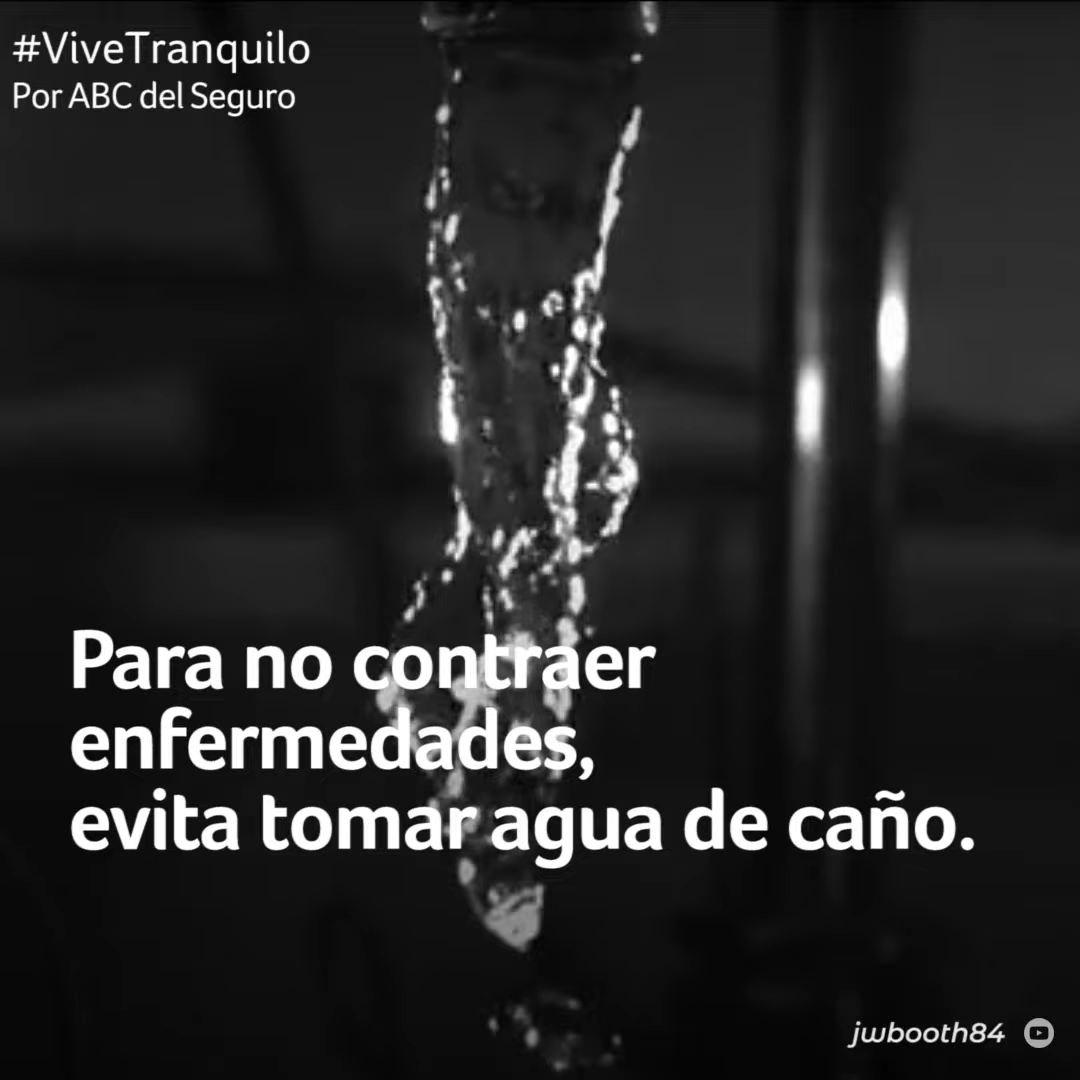 #ViveTranquilo
Por ABC del Seguro
Para no contraer
enfermedades,
evita tomar agua de caño.
jwbooth84